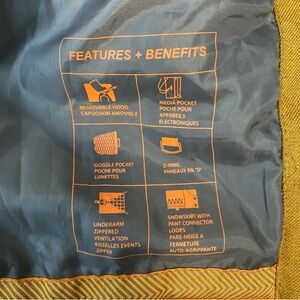 FEATURES + BENEFITS
REMOVABLE HOOD
CAPUCHON AMOVIBLE
MEDIA POCKET
POCHE POUR
APPAREILS
ÉLECTRONIQUES
GOGGLE POCKET
POCHE POUR
LUNETTES
D-RING
ANNEAUX EN "D"
UNDERARM
ZIPPERED
VENTILATION
AISSELLES EVENTS
ZIPPER
SNOWSKIRT WITH
PANT CONNECTOR
LOOPS
PARE-NEIGE A
FERMETURE
AUTO-AGRIPPANTE